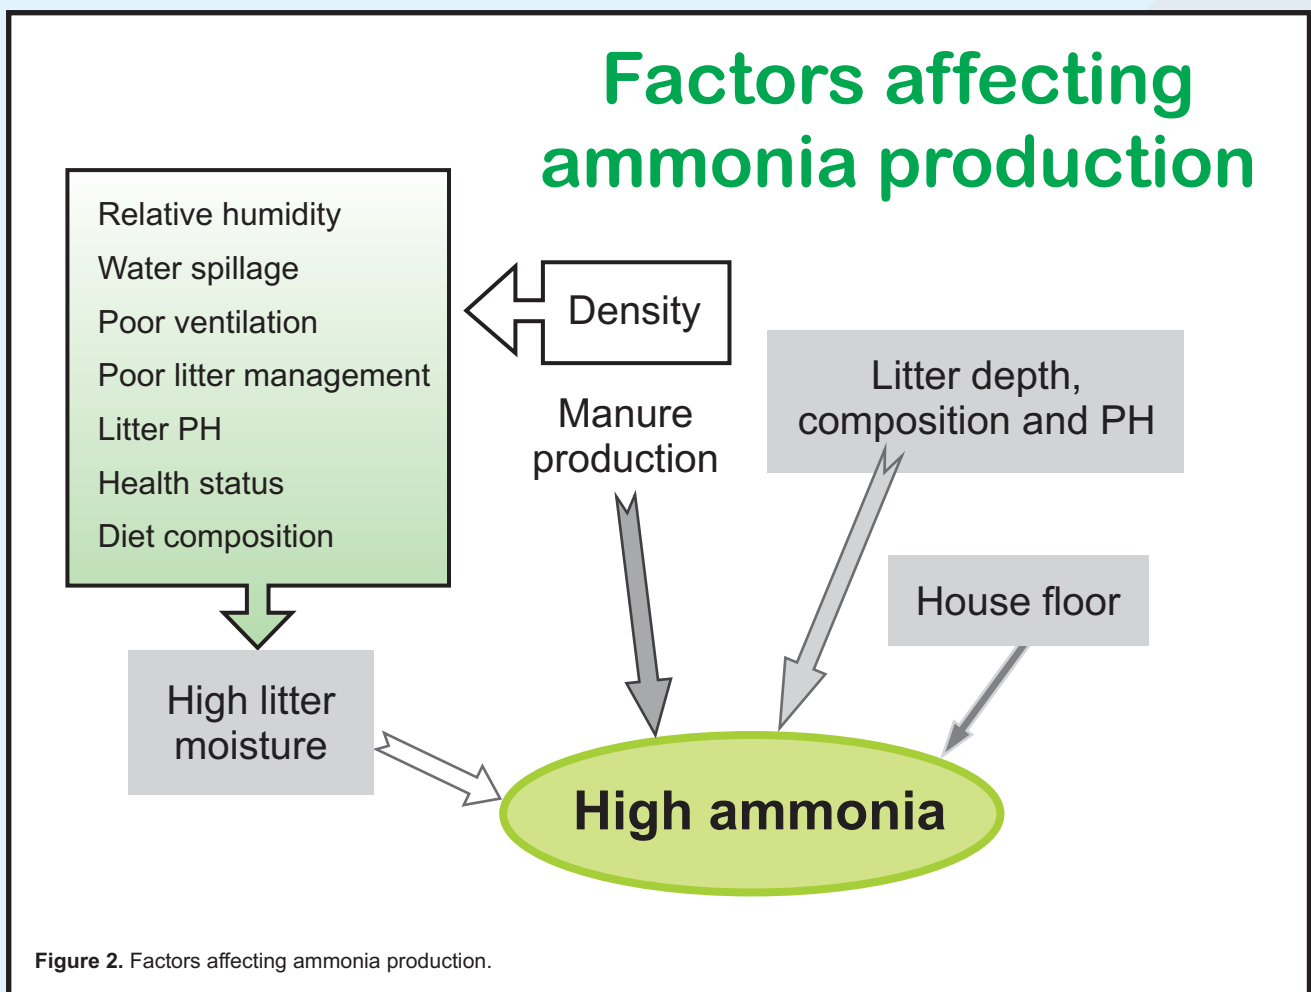 Factors affecting
ammonia production
Relative humidity
Water spillage
Poor ventilation
Poor litter management
Litter PH
Health status
Diet composition
Density
Manure
production
Litter depth,
composition and PH
House floor
High litter
moisture
High ammonia
Figure 2. Factors affecting ammonia production.